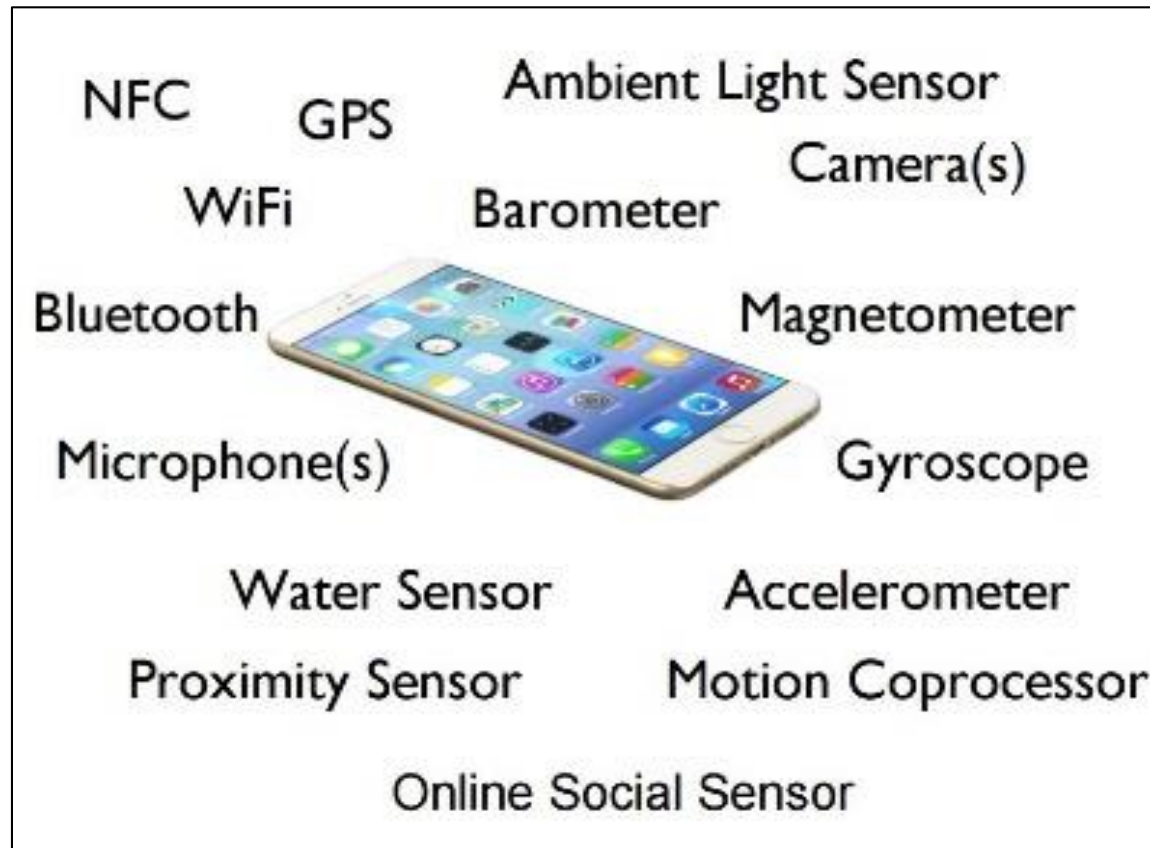 NFC
GPS
Ambient Light Sensor
Camera(s)
WiFi
Barometer
Bluetooth
Magnetometer
Microphone(s)
Gyroscope
Water Sensor
Accelerometer
Proximity Sensor
Motion Coprocessor
Online Social Sensor